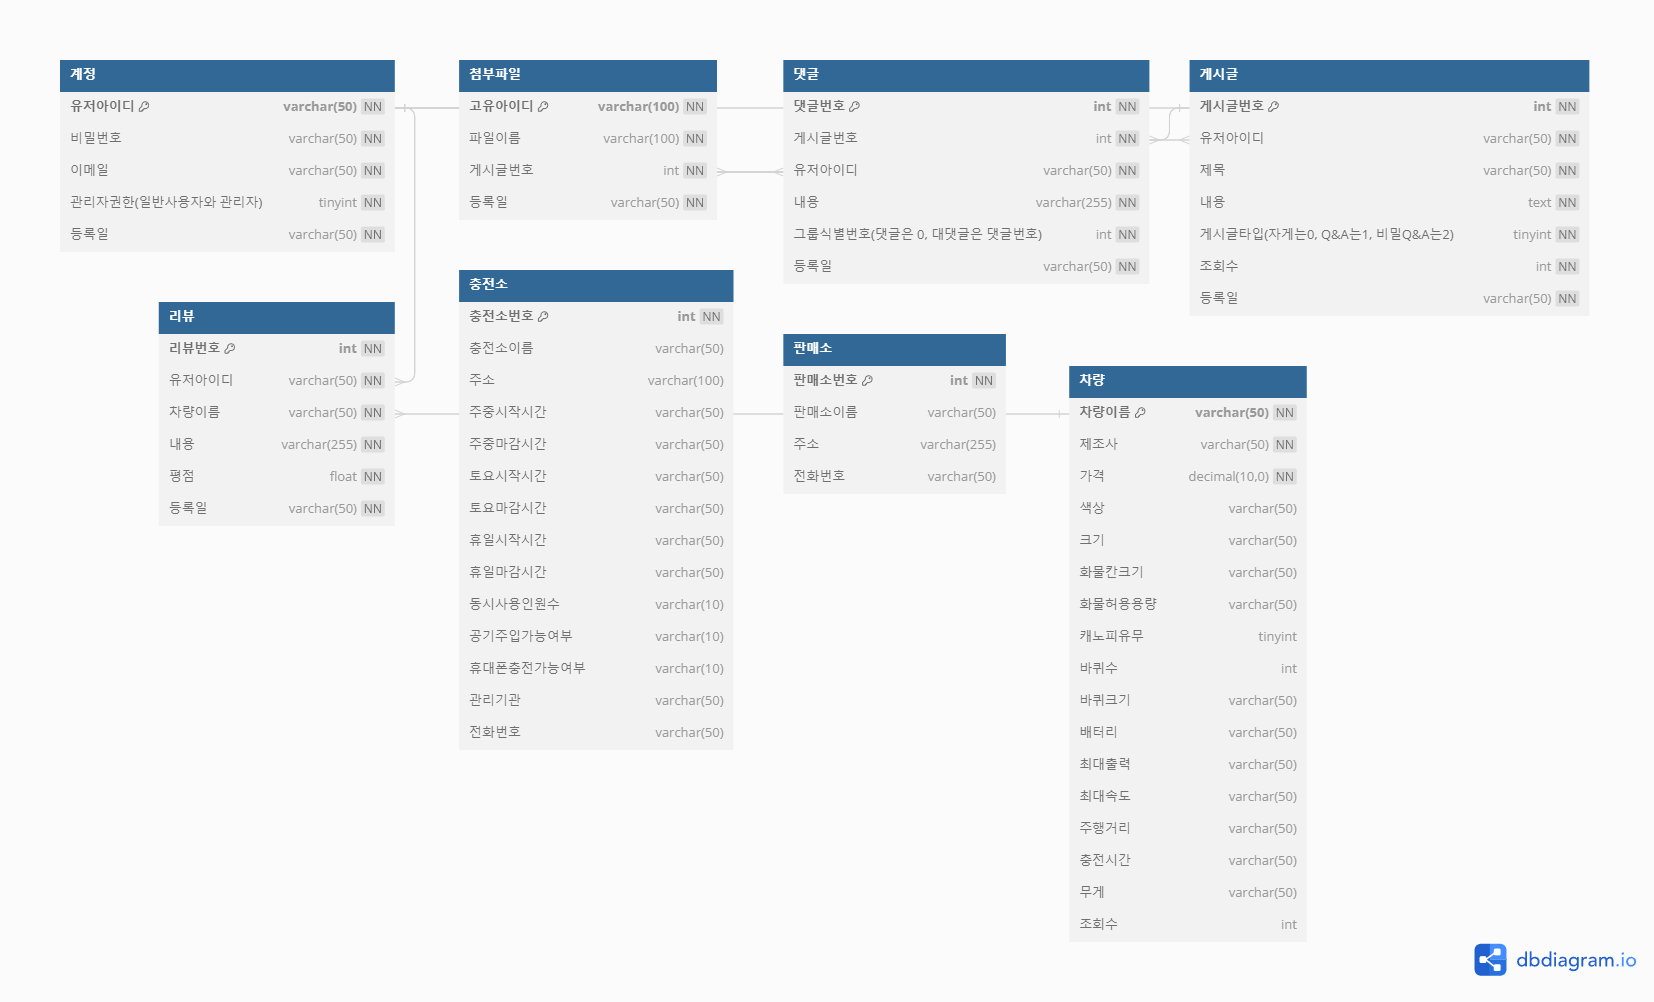 계정
유저아이디 varchar(50) NN
비밀번호 varchar(50) NN
이메일 varchar(50) NN
관리자권한(일반사용자와 관리자) tinyint NN
등록일 varchar(50) NN
첨부파일
고유아이디 varchar(100) NN
파일이름 varchar(100) NN
게시글번호 int NN
등록일 varchar(50) NN
댓글
댓글번호 int NN
게시글번호 int NN
유저아이디 varchar(50) NN
내용 varchar(255) NN
그룹식별번호(댓글은 0, 대댓글은 댓글번호) int NN
등록일 varchar(50) NN
게시글
게시글번호 int NN
유저아이디 varchar(50) NN
제목 varchar(50) NN
내용 text NN
게시글타입(자게는0, Q&A는1, 비밀Q&A는2) tinyint NN
조회수 int NN
등록일 varchar(50) NN
리뷰
리뷰번호 int NN
유저아이디 varchar(50) NN
차량이름 varchar(50) NN
내용 varchar(255) NN
평점 float NN
등록일 varchar(50) NN
충전소
충전소번호 int NN
충전소이름 varchar(50)
주소 varchar(100)
주중시작시간 varchar(50)
주중마감시간 varchar(50)
토요시작시간 varchar(50)
토요마감시간 varchar(50)
휴일시작시간 varchar(50)
휴일마감시간 varchar(50)
동시사용인원수 varchar(10)
공기주입가능여부 varchar(10)
휴대폰충전가능여부 varchar(10)
관리기관 varchar(50)
전화번호 varchar(50)
판매소
판매소번호 int NN
판매소이름 varchar(50)
주소 varchar(255)
전화번호 varchar(50)
차량
차량이름 varchar(50) NN
제조사 varchar(50) NN
가격 decimal(10,0) NN
색상 varchar(50)
크기 varchar(50)
화물칸크기 varchar(50)
화물허용용량 varchar(50)
캐노피유무 tinyint
바퀴수 int
바퀴크기 varchar(50)
배터리 varchar(50)
최대출력 varchar(50)
최대속도 varchar(50)
주행거리 varchar(50)
충전시간 varchar(50)
무게 varchar(50)
조회수 int
dbdiagram.io